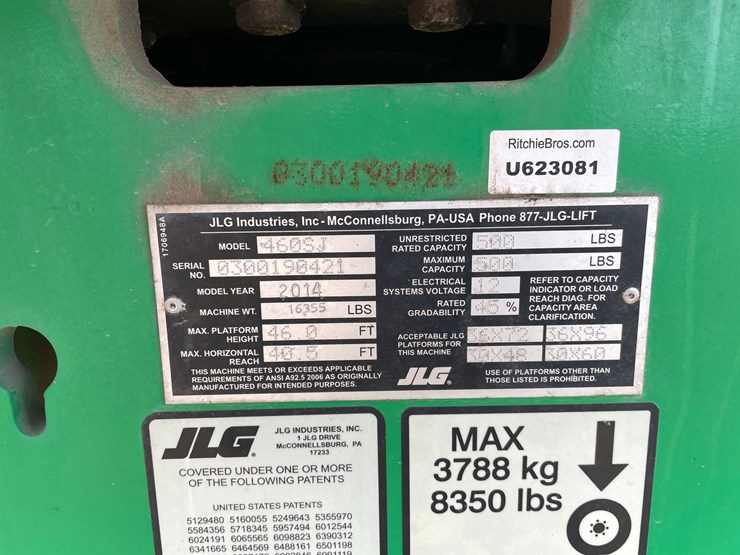 RitchieBros.com
U623081
0300190421
1706948A
JLG Industries, Inc - McConnellsburg, PA-USA Phone 877-JLG-LIFT
MODEL 460SJ
SERIAL NO. 0300190421
MODEL YEAR 2014
MACHINE WT. 16355 LBS
MAX. PLATFORM HEIGHT 46.0 FT
MAX. HORIZONTAL REACH 40.5 FT
THIS MACHINE MEETS OR EXCEEDS APPLICABLE
REQUIREMENTS OF ANSI A92.5 2006 AS ORIGINALLY
MANUFACTURED FOR INTENDED PURPOSES.
UNRESTRICTED RATED CAPACITY 500 LBS
MAXIMUM CAPACITY 500 LBS
ELECTRICAL SYSTEMS VOLTAGE 12
RATED GRADABILITY 45 %
REFER TO CAPACITY
INDICATOR OR LOAD
REACH DIAG. FOR
CAPACITY AREA
CLARIFICATION.
ACCEPTABLE JLG
PLATFORMS FOR
THIS MACHINE
36X72 36X96
30X48 30X60
JLG.
USE OF PLATFORMS OTHER THAN
THOSE LISTED IS PROHIBITED.
JLG.
JLG INDUSTRIES, INC.
1 JLG DRIVE
McCONNELLSBURG, PA
17233
COVERED UNDER ONE OR MORE
OF THE FOLLOWING PATENTS
UNITED STATES PATENTS
5129480 5160055 5249643 5355970
5584356 5718345 5957494 6012544
6024191 6065565 6098823 6390312
6341665 6464569 6488161 6501198
MAX
3788 kg
8350 lbs